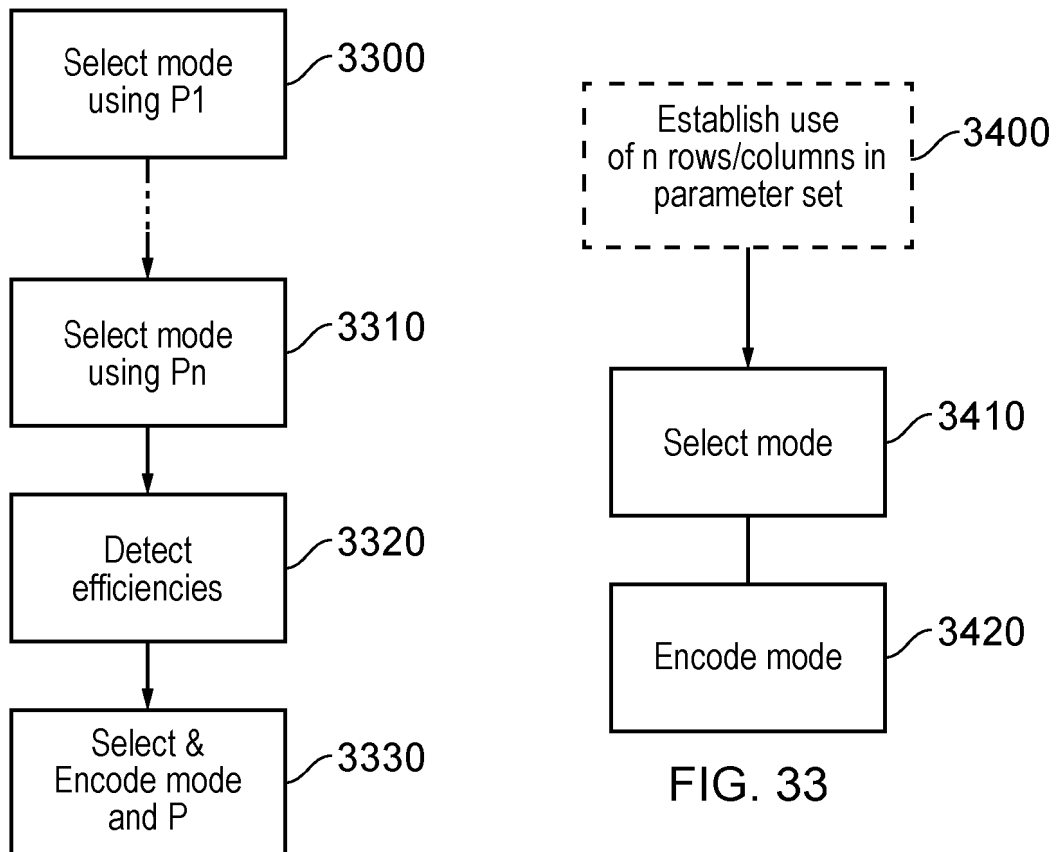 Select mode
using P1
3300
Select mode
using Pn
3310
Detect
efficiencies
3320
Select &
Encode mode
and P
3330
Establish use
of n rows/columns in
parameter set
3400
Select mode
3410
Encode mode
3420
FIG. 33